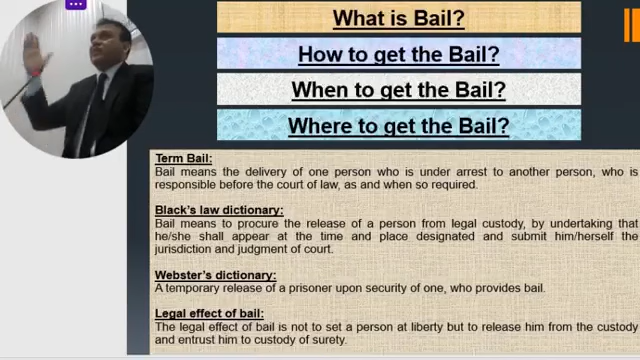 What is Bail?
How to get the Bail?
When to get the Bail?
Where to get the Bail?
Term Bail:
Bail means the delivery of one person who is under arrest to another person, who is
responsible before the court of law, as and when so required.
Black's law dictionary:
Bail means to procure the release of a person from legal custody, by undertaking that
he/she shall appear at the time and place designated and submit him/herself the
jurisdiction and judgment of court.
Webster's dictionary:
A temporary release of a prisoner upon security of one, who provides bail.
Legal effect of bail:
The legal effect of bail is not to set a person at liberty but to release him from the custody
and entrust him to custody of surety.